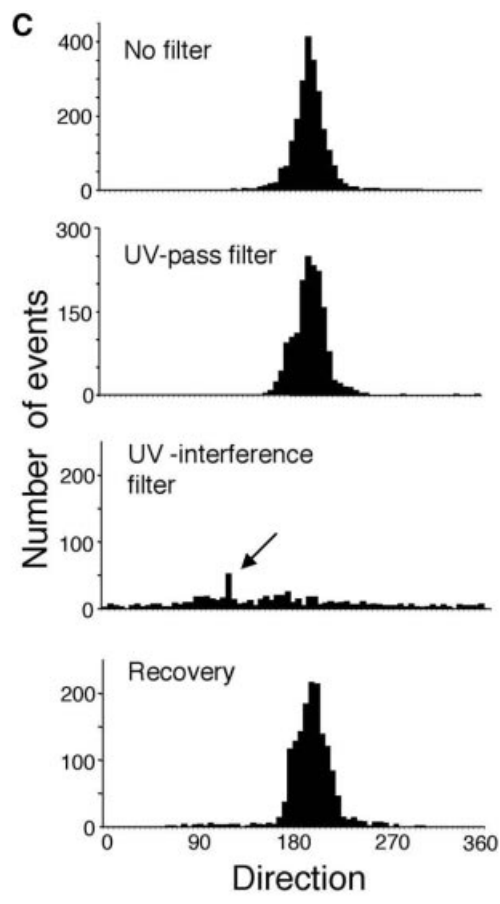 C
No filter
400
200
0
UV-pass filter
300
150
0
Number of events
UV -interference
filter
200
100
0
Recovery
200
100
0
0 90 180 270 360
Direction